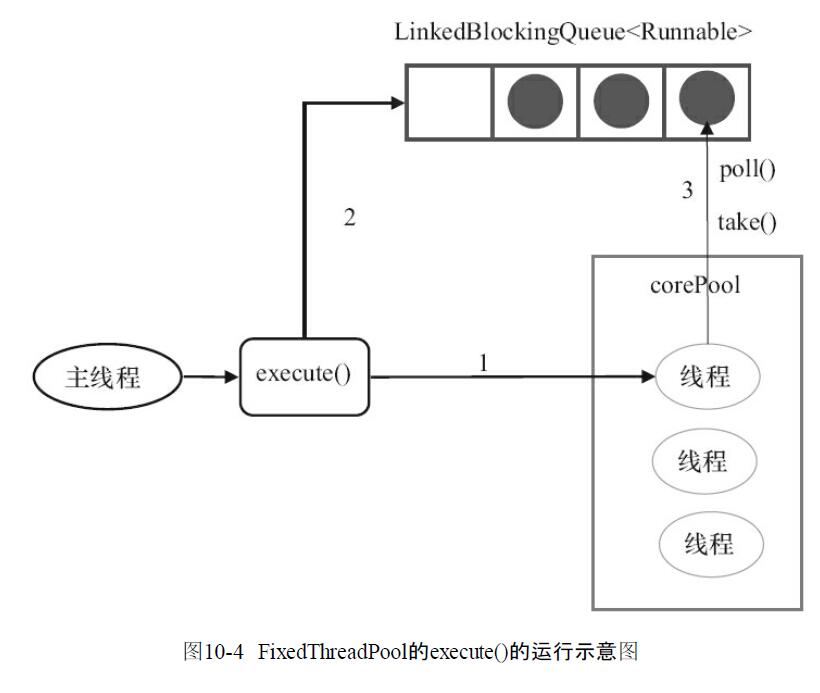 LinkedBlockingQueue<Runnable>
poll()
3
2
take()
corePool
主线程
execute()
1
线程
线程
线程
图10-4 FixedThreadPool的execute()的运行示意图